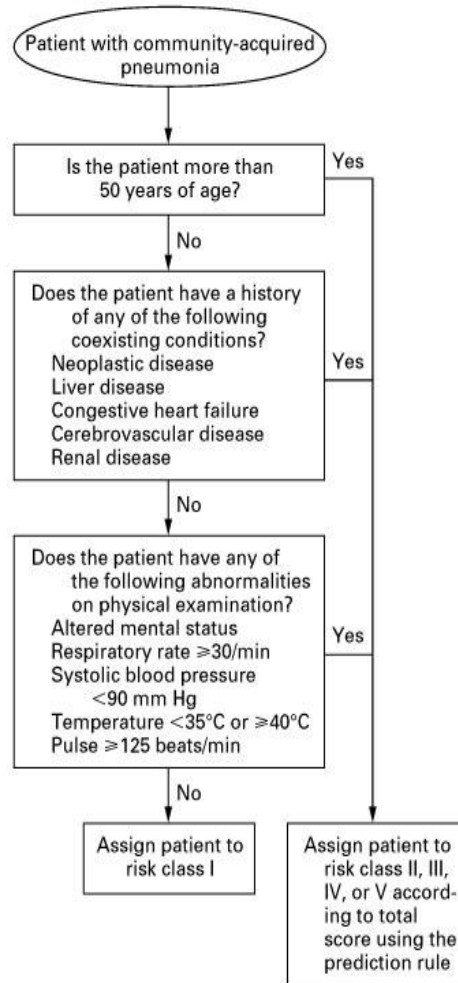 Patient with community-acquired
pneumonia
Is the patient more than
50 years of age?
Yes
No
Does the patient have a history
of any of the following
coexisting conditions?
Neoplastic disease
Liver disease
Congestive heart failure
Cerebrovascular disease
Renal disease
Yes
No
Does the patient have any of
the following abnormalities
on physical examination?
Altered mental status
Respiratory rate ≥30/min
Systolic blood pressure
<90 mm Hg
Temperature <35°C or ≥40°C
Pulse ≥125 beats/min
Yes
No
Assign patient to
risk class I
Assign patient to
risk class II, III,
IV, or V accord-
ing to total
score using the
prediction rule